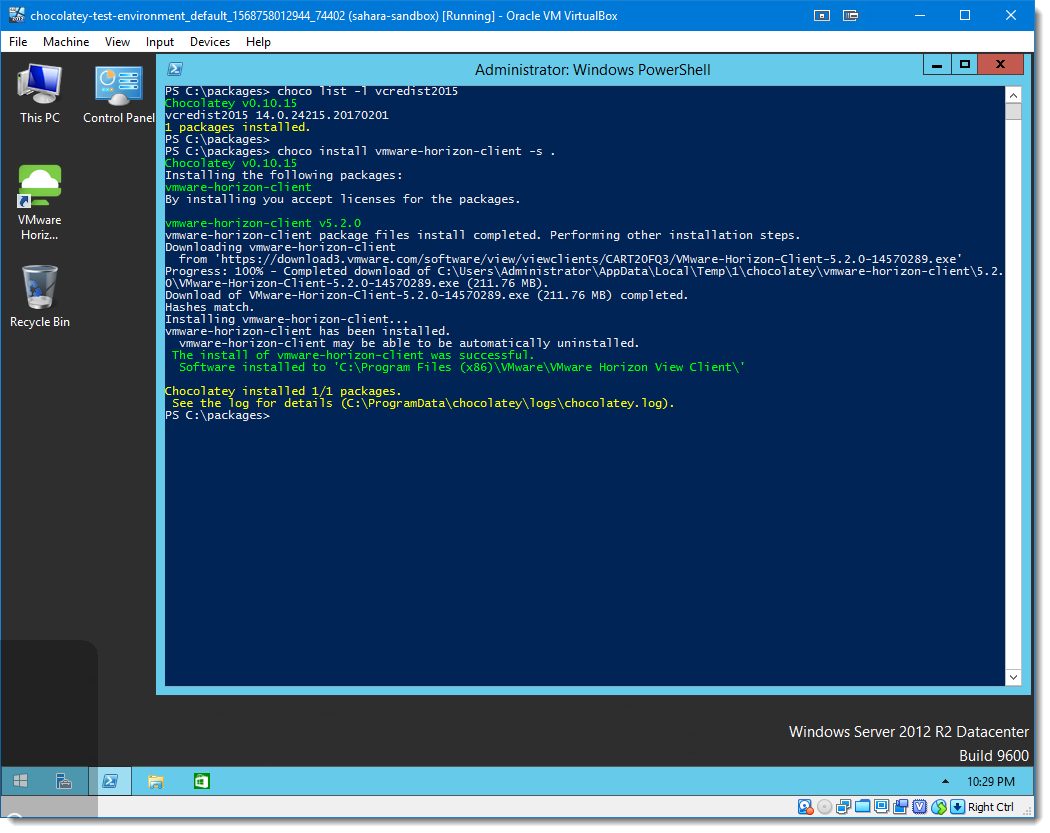 chocolatey-test-environment_default_1568758012944_74402 (sahara-sandbox) [Running] - Oracle VM VirtualBox
File Machine View Input Devices Help
Administrator: Windows PowerShell
This PC
Control Panel
VMware
Horiz...
Recycle Bin
PS C:\packages> choco list -l vcredist2015
Chocolatey v0.10.15
vcredist2015 14.0.24215.20170201
1 packages installed.
PS C:\packages>
PS C:\packages> choco install vmware-horizon-client -s .
Chocolatey v0.10.15
Installing the following packages:
vmware-horizon-client
By installing you accept licenses for the packages.
vmware-horizon-client v5.2.0
vmware-horizon-client package files install completed. Performing other installation steps.
Downloading vmware-horizon-client
from 'https://download3.vmware.com/software/view/viewclients/CART20FQ3/VMware-Horizon-Client-5.2.0-14570289.exe'
Progress: 100% - Completed download of C:\Users\Administrator\AppData\Local\Temp\1\chocolatey\vmware-horizon-client\5.2.
0\VMware-Horizon-Client-5.2.0-14570289.exe (211.76 MB).
Download of VMware-Horizon-Client-5.2.0-14570289.exe (211.76 MB) completed.
Hashes match.
Installing vmware-horizon-client...
vmware-horizon-client has been installed.
vmware-horizon-client may be able to be automatically uninstalled.
The install of vmware-horizon-client was successful.
Software installed to 'C:\Program Files (x86)\VMware\VMware Horizon View Client\'
Chocolatey installed 1/1 packages.
See the log for details (C:\ProgramData\chocolatey\logs\chocolatey.log).
PS C:\packages>
Windows Server 2012 R2 Datacenter
Build 9600
10:29 PM
Right Ctrl